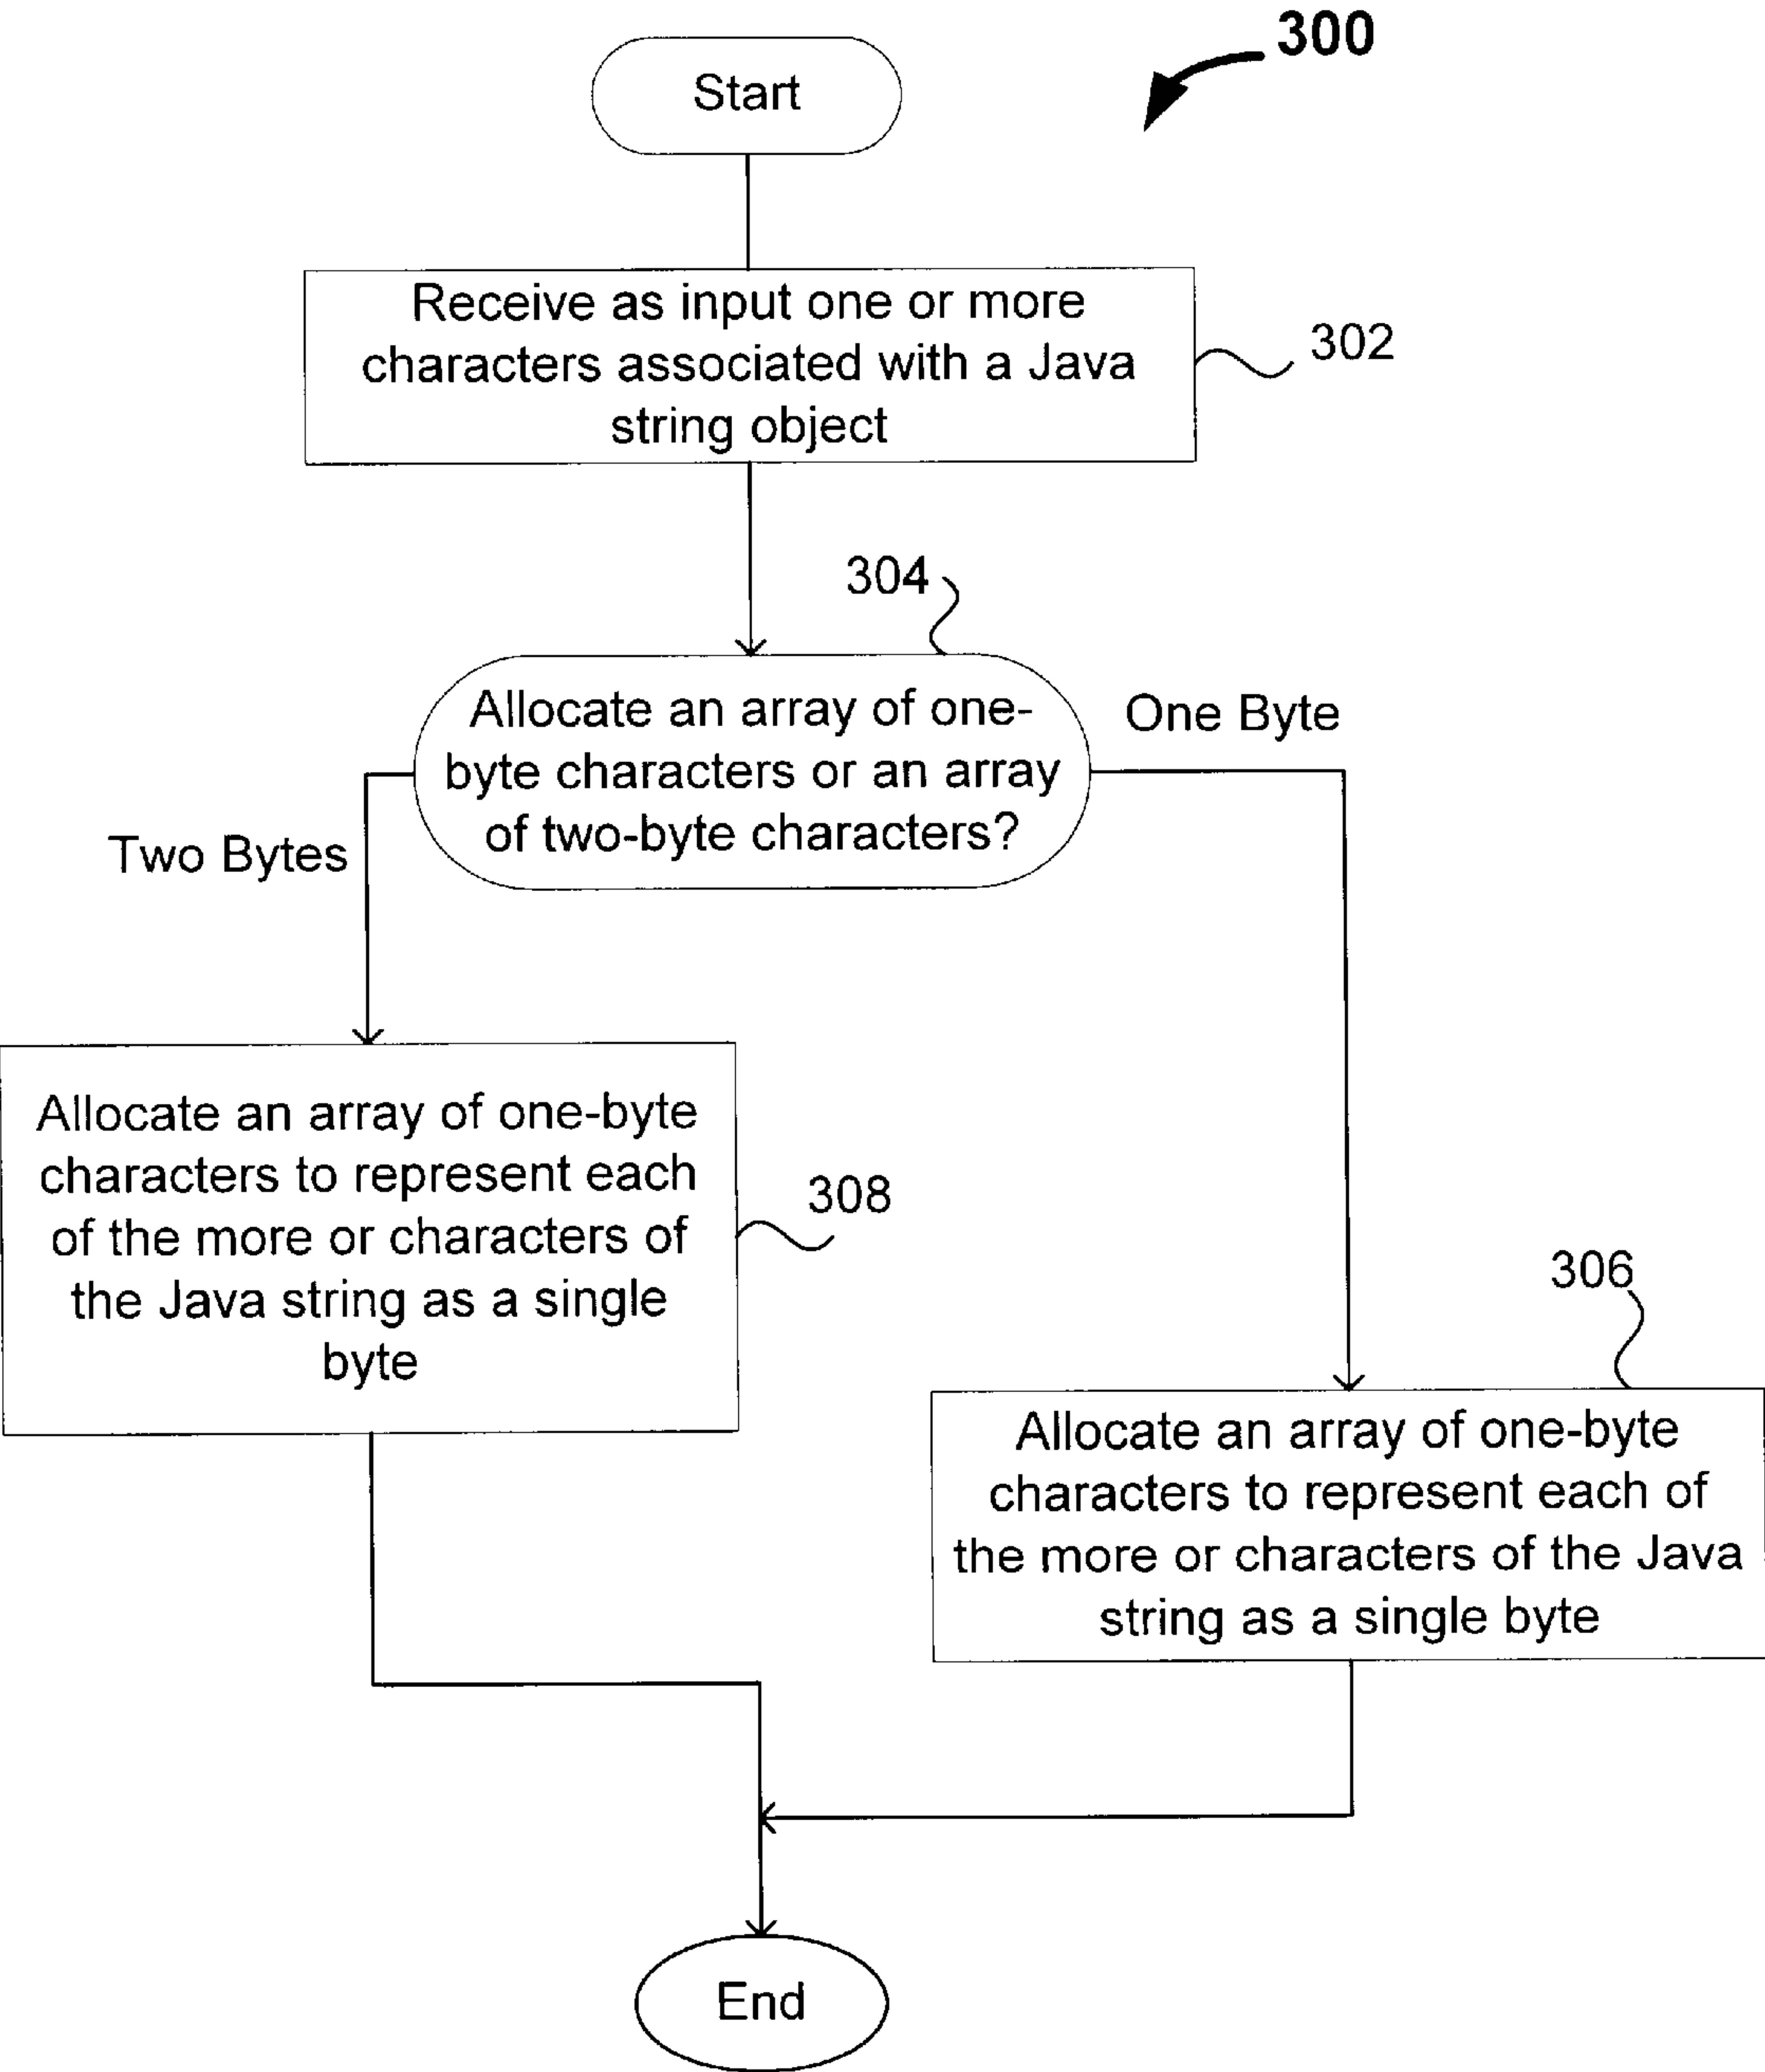 300
Start
Receive as input one or more
characters associated with a Java
string object
302
304
Allocate an array of one-
byte characters or an array
of two-byte characters?
One Byte
Two Bytes
Allocate an array of one-byte
characters to represent each
of the more or characters of
the Java string as a single
byte
308
306
Allocate an array of one-byte
characters to represent each of
the more or characters of the Java
string as a single byte
End